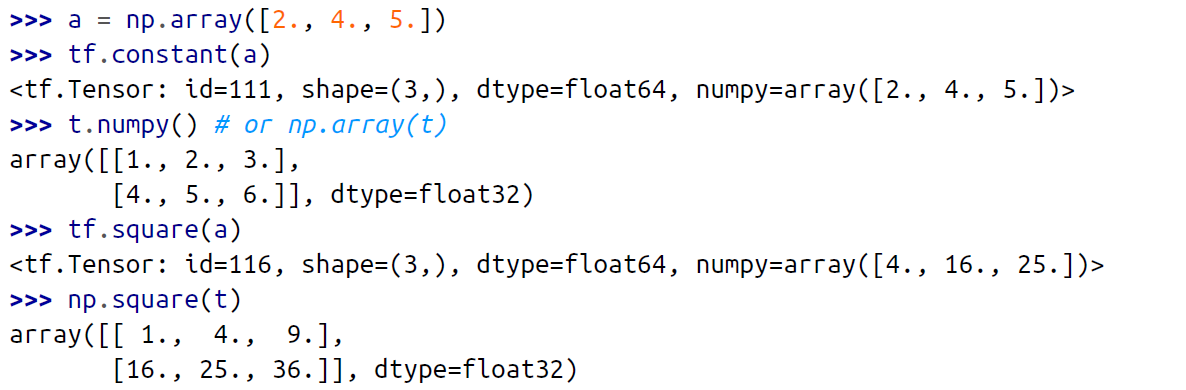 >>> a = np.array([2., 4., 5.])
>>> tf.constant(a)
<tf.Tensor: id=111, shape=(3,), dtype=float64, numpy=array([2., 4., 5.])>
>>> t.numpy() # or np.array(t)
array([[1., 2., 3.],
       [4., 5., 6.]], dtype=float32)
>>> tf.square(a)
<tf.Tensor: id=116, shape=(3,), dtype=float64, numpy=array([4., 16., 25.])>
>>> np.square(t)
array([[ 1.,  4.,  9.],
       [16., 25., 36.]], dtype=float32)